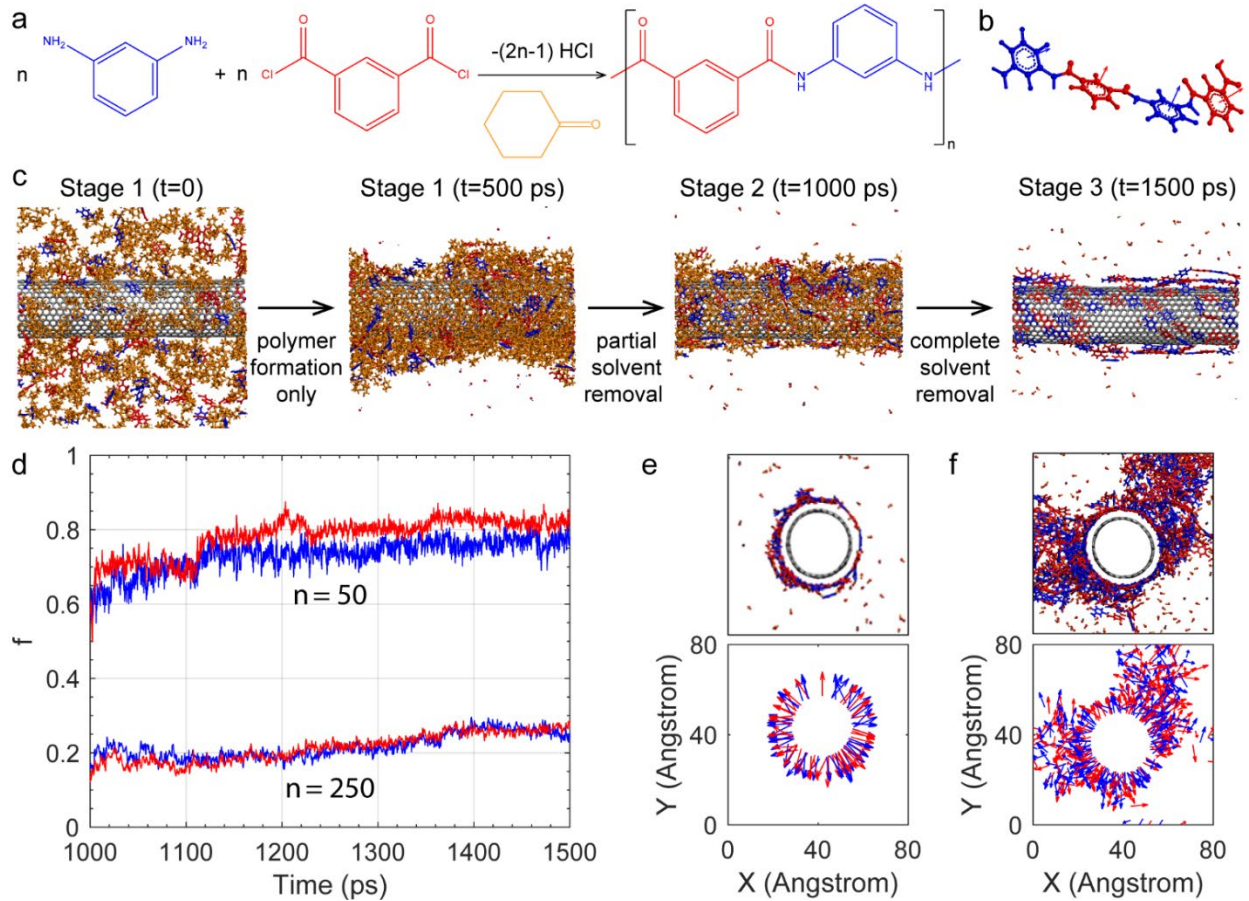 a
b
n
NH2
NH2
+ n
O
Cl
O
Cl
-(2n-1) HCl
O
O
O
N
H
N
H
n
c
Stage 1 (t=0)
Stage 1 (t=500 ps)
Stage 2 (t=1000 ps)
Stage 3 (t=1500 ps)
polymer
formation
only
partial
solvent
removal
complete
solvent
removal
d
f
1
0.8
0.6
0.4
0.2
0
n = 50
n = 250
1000
1100
1200
1300
1400
1500
Time (ps)
e
f
80
40
0
Y (Angstrom)
0
40
80
X (Angstrom)
80
40
0
Y (Angstrom)
0
40
80
X (Angstrom)